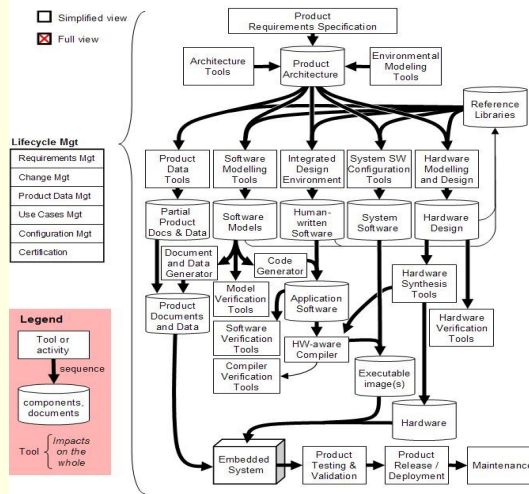 Simplified view
Full view
Product
Requirements Specification
Architecture
Tools
Product
Architecture
Environmental
Modeling
Tools
Reference
Libraries
Lifecycle Mgt
Requirements Mgt
Change Mgt
Product Data Mgt
Use Cases Mgt
Configuration Mgt
Certification
Product
Data Tools
Software
Modelling
Tools
Integrated
Design
Environment
System SW
Configuration
Tools
Hardware
Modelling
and Design
Partial
Product
Docs & Data
Software
Models
Human-
written
Software
System
Software
Hardware
Design
Document
and Data
Generator
Code
Generator
Product
Documents
and Data
Model
Verification
Tools
Application
Software
Hardware
Synthesis
Tools
Hardware
Verification
Tools
Software
Verification
Tools
HW-aware
Compiler
Compiler
Verification
Tools
Executable
image(s)
Hardware
Embedded
System
Product
Testing &
Validation
Product
Release /
Deployment
Maintenance
Legend
Tool or
activity
sequence
components,
documents
Tool
Impacts
on the
whole